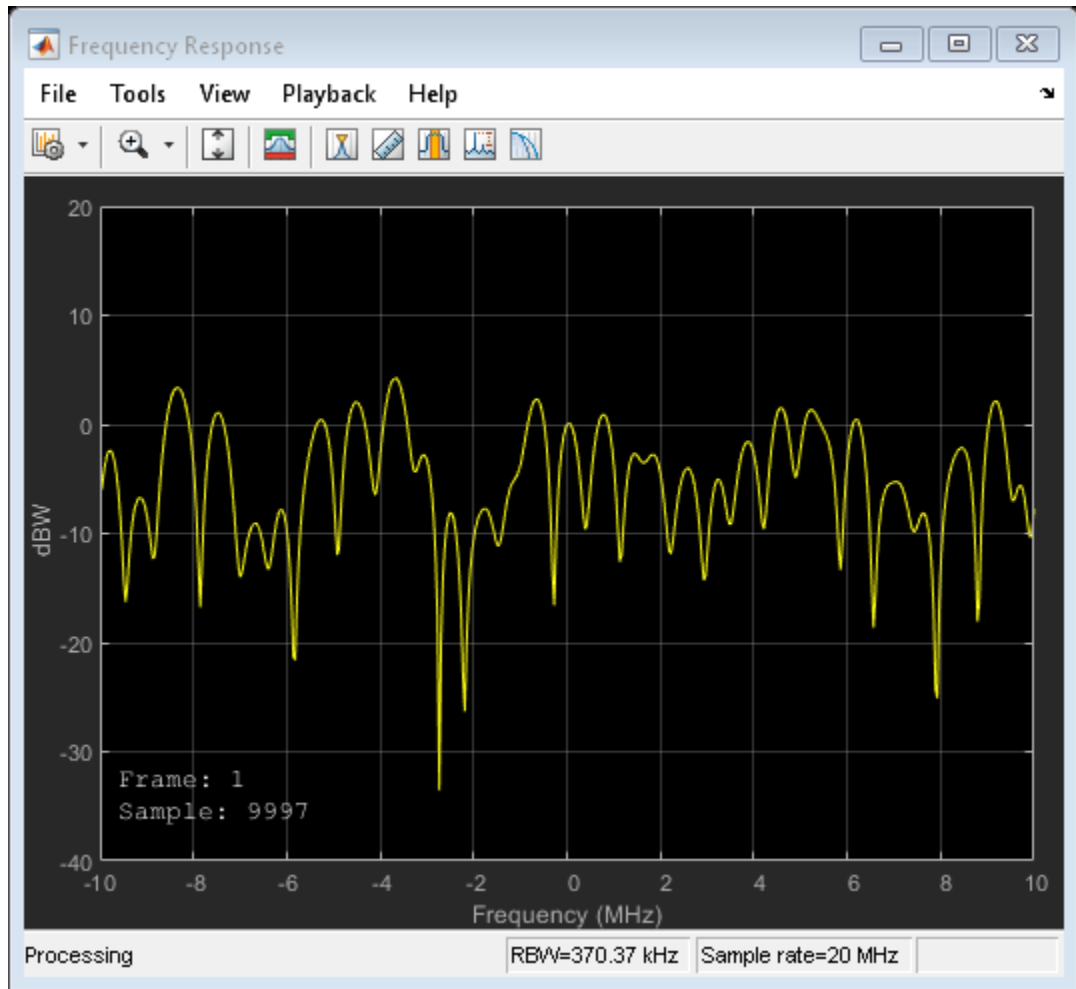 Frequency Response
File Tools View Playback Help
20
10
0
-10
-20
-30
-40
dBW
Frame: 1
Sample: 9997
-10 -8 -6 -4 -2 0 2 4 6 8 10
Frequency (MHz)
Processing RBW=370.37 kHz Sample rate=20 MHz